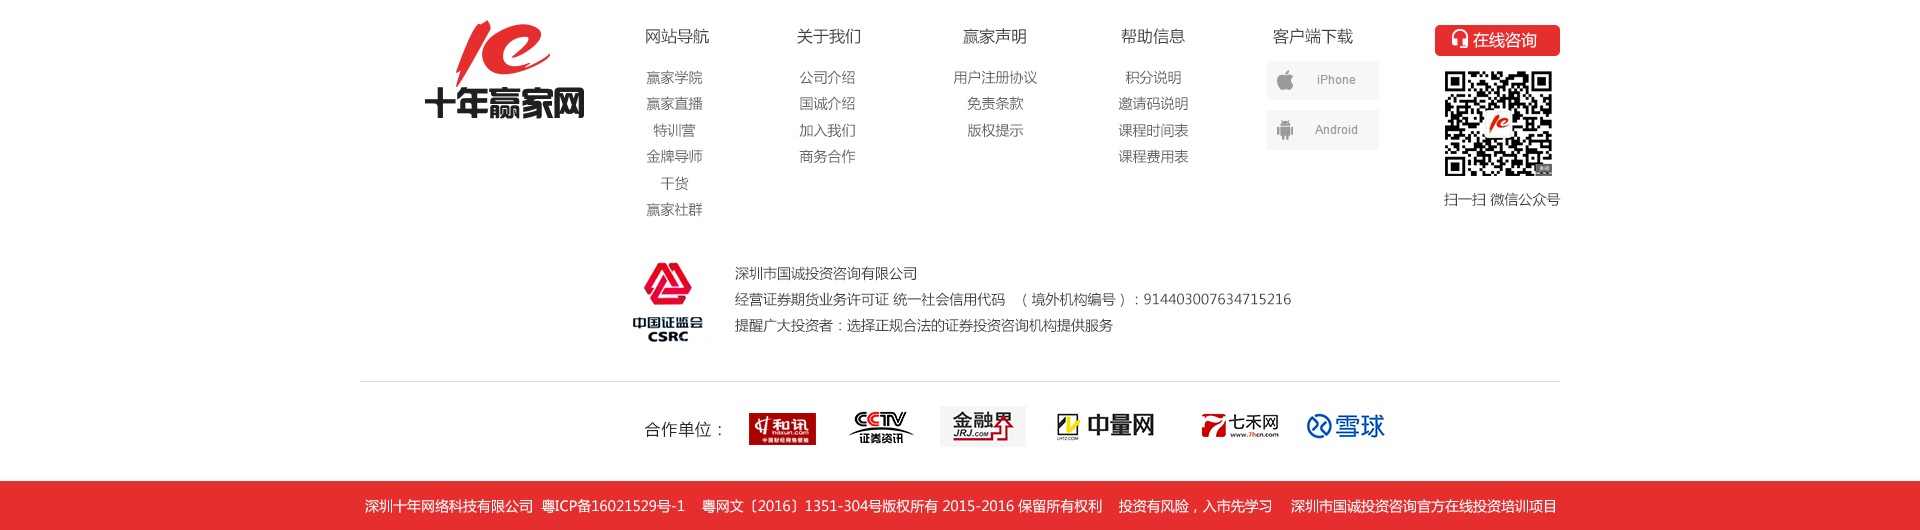 十年赢家网
网站导航
赢家学院
赢家直播
特训营
金牌导师
干货
赢家社群
关于我们
公司介绍
国诚介绍
加入我们
商务合作
赢家声明
用户注册协议
免责条款
版权提示
帮助信息
积分说明
邀请码说明
课程时间表
课程费用表
客户端下载
iPhone
Android
在线咨询
扫一扫 微信公众号
中国证监会
CSRC
深圳市国诚投资咨询有限公司
经营证券期货业务许可证 统一社会信用代码 （ 境外机构编号 ）: 914403007634715216
提醒广大投资者：选择正规合法的证券投资咨询机构提供服务
合作单位：
和讯
hexun.com
中国财经网络领袖
CCTV
证券资讯
金融界
JRJ.COM
中量网
LHTZ.COM
七禾网
www.7hcn.com
雪球
深圳十年网络科技有限公司 粤ICP备16021529号-1 粤网文〔2016〕1351-304号版权所有 2015-2016 保留所有权利 投资有风险，入市先学习 深圳市国诚投资咨询官方在线投资培训项目